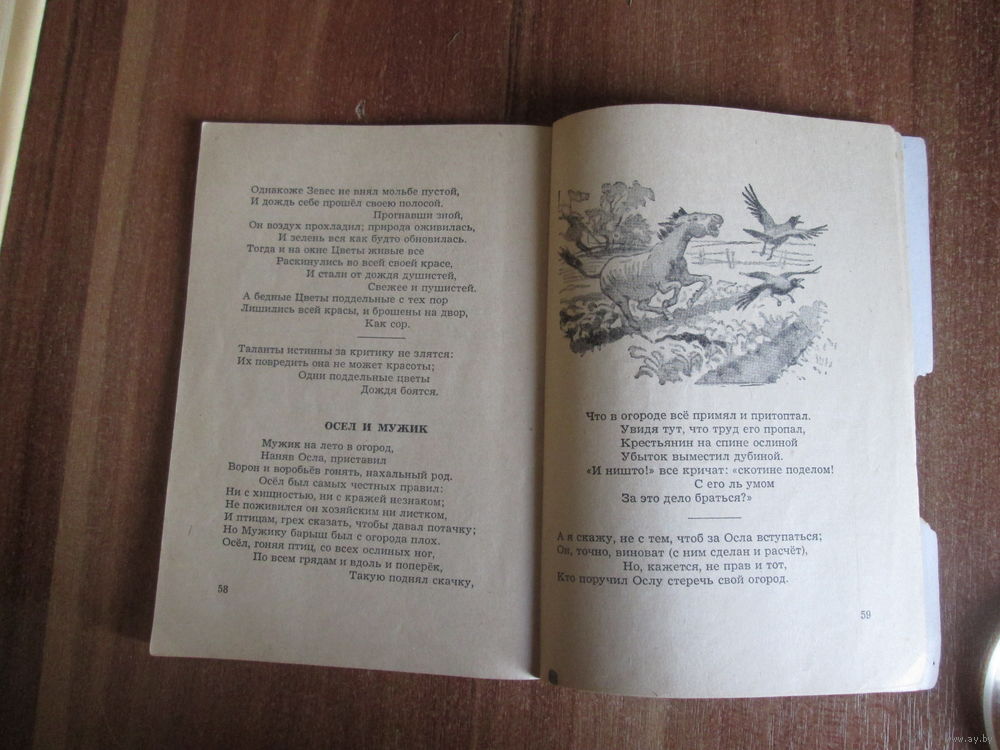 Однакоже Зевес не внял мольбе пустой,
И дождь себе прошёл своею полосой.
Прогнавши зной,
Он воздух прохладил; природа оживилась,
И зелень вся как будто обновилась.
Тогда и на окне Цветы живые все
Раскинулись во всей своей красе,
И стали от дождя душистей,
Свежее и пушистей.
А бедные Цветы поддельные с тех пор
Лишились всей красы, и брошены на двор,
Как сор.
Таланты истинны за критику не злятся:
Их повредить она не может красоты;
Одни поддельные цветы
Дождя боятся.
ОСЕЛ И МУЖИК
Мужик на лето в огород,
Наняв Осла, приставил
Ворон и воробьёв гонять, нахальный род.
Осёл был самых честных правил:
Ни с хищностью, ни с кражей незнаком;
Не поживился он хозяйским ни листком,
И птицам, грех сказать, чтобы давал потачку;
Но Мужику барыш был с огорода плох.
Осёл, гоняя птиц, со всех ослиных ног,
По всем грядам и вдоль и поперёк,
Такую поднял скачку,
58
Что в огороде всё примял и притоптал.
Увидя тут, что труд его пропал,
Крестьянин на спине ослиной
Убыток выместил дубиной.
«И ништо!» все кричат: «скотине поделом!
С его ль умом
За это дело браться?»
А я скажу, не с тем, чтоб за Осла вступаться;
Он, точно, виноват (с ним сделан и расчёт),
Но, кажется, не прав и тот,
Кто поручил Ослу стеречь свой огород.
59
www.ay.by